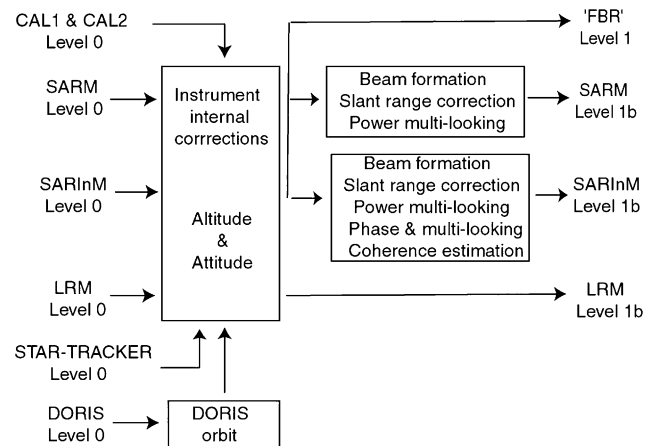 CAL1 & CAL2
Level 0
SARM
Level 0
SARInM
Level 0
LRM
Level 0
STAR-TRACKER
Level 0
DORIS
Level 0
Instrument
internal
corrrections
Altitude
&
Attitude
DORIS
orbit
Beam formation
Slant range correction
Power multi-looking
Beam formation
Slant range correction
Power multi-looking
Phase & multi-looking
Coherence estimation
'FBR'
Level 1
SARM
Level 1b
SARInM
Level 1b
LRM
Level 1b